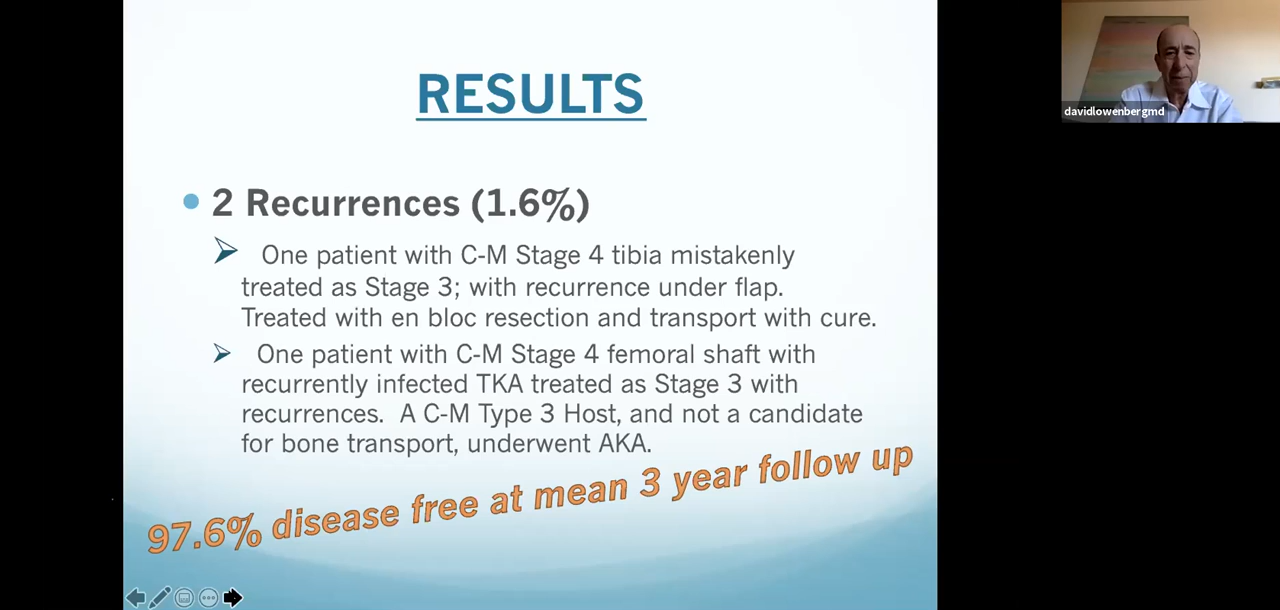 RESULTS
davidlowenbergmd
2 Recurrences (1.6%)
One patient with C-M Stage 4 tibia mistakenly
treated as Stage 3; with recurrence under flap.
Treated with en bloc resection and transport with cure.
One patient with C-M Stage 4 femoral shaft with
recurrently infected TKA treated as Stage 3 with
recurrences.  A C-M Type 3 Host, and not a candidate
for bone transport, underwent AKA.
97.6% disease free at mean 3 year follow up